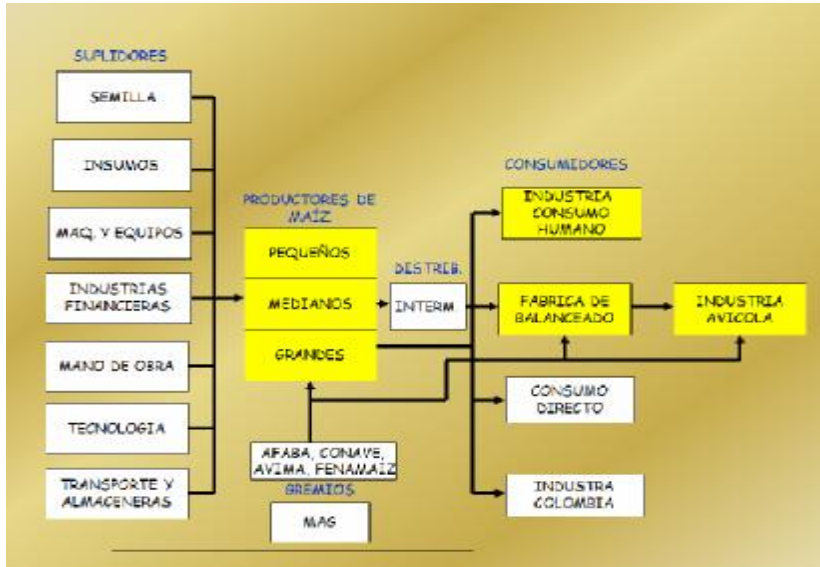 SUPLIDORES
SEMILLA
INSUMOS
MAQ. Y EQUIPOS
INDUSTRIAS
FINANCIERAS
MANO DE OBRA
TECNOLOGIA
TRANSPORTE Y
ALMACENERAS
PRODUCTORES DE
MAÍZ
PEQUEÑOS
MEDIANOS
GRANDES
AFABA, CONAVE,
AVIMA, FENAMAÍZ
GREMIOS
MAG
DISTRIB.
INTERM.
CONSUMIDORES
INDUSTRIA
CONSUMO
HUMANO
FABRICA DE
BALANCEADO
INDUSTRIA
AVICOLA
CONSUMO
DIRECTO
INDUSTRA
COLOMBIA